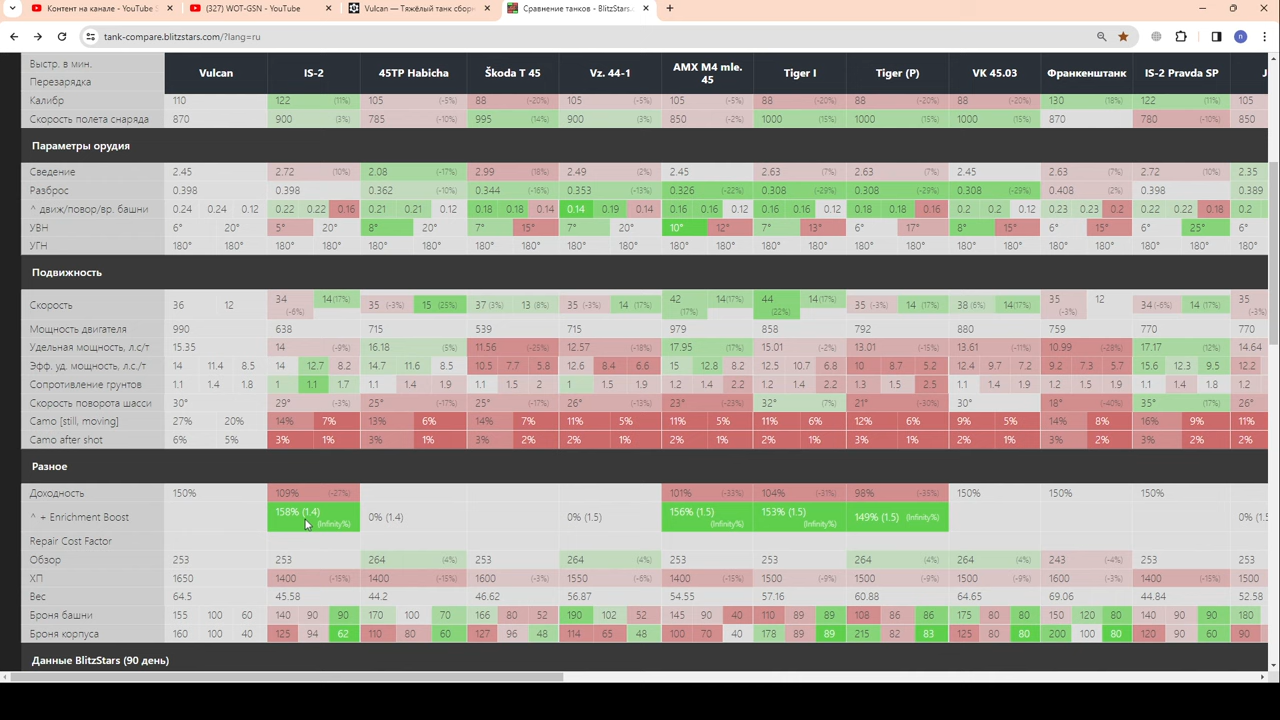 Контент на канале - YouTube S
(327) WOT-GSN - YouTube
Vulcan — Тяжёлый танк сборн
Сравнение танков - BlitzStars
tank-compare.blitzstars.com/?lang=ru
Выстр. в мин.
Перезарядка
Vulcan IS-2 45TP Habicha Škoda T 45 Vz. 44-1 AMX M4 mle. 45 Tiger I Tiger (P) VK 45.03 Франкенштанк IS-2 Pravda SP J
Калибр 110 122 (11%) 105 (-5%) 88 (-20%) 105 (-5%) 105 (-5%) 88 (-20%) 88 (-20%) 88 (-20%) 130 (18%) 122 (11%) 105
Скорость полета снаряда 870 900 (3%) 785 (-10%) 995 (14%) 900 (3%) 850 (-2%) 1000 (15%) 1000 (15%) 1000 (15%) 870 780 (-10%) 850
Параметры орудия
Сведение 2.45 2.72 (10%) 2.08 (-17%) 2.99 (18%) 2.49 (2%) 2.45 2.63 (7%) 2.63 (7%) 2.45 2.63 (7%) 2.72 (10%) 2.35
Разброс 0.398 0.398 0.362 (-10%) 0.344 (-16%) 0.353 (-13%) 0.326 (-22%) 0.308 (-29%) 0.308 (-29%) 0.308 (-29%) 0.408 (2%) 0.398 0.389
^ движ/повор/вр. башни 0.24 0.24 0.12 0.22 0.22 0.16 0.21 0.21 0.12 0.18 0.18 0.14 0.14 0.19 0.14 0.16 0.16 0.12 0.16 0.16 0.12 0.18 0.18 0.16 0.2 0.2 0.12 0.23 0.23 0.2 0.22 0.22 0.18 0.2
УВН 6° 20° 5° 20° 8° 20° 7° 15° 7° 20° 10° 12° 7° 13° 6° 17° 8° 15° 6° 15° 6° 25° 6°
УГН 180° 180° 180° 180° 180° 180° 180° 180° 180° 180° 180° 180° 180° 180° 180° 180° 180° 180° 180° 180° 180° 180° 180°
Подвижность
Скорость 36 12 34 (-6%) 14 (17%) 35 (-3%) 15 (25%) 37 (3%) 13 (8%) 35 (-3%) 14 (17%) 42 (17%) 14 (17%) 44 (22%) 14 (17%) 35 (-3%) 14 (17%) 38 (6%) 14 (17%) 35 (-3%) 12 34 (-6%) 14 (17%) 35 (-3%)
Мощность двигателя 990 638 715 539 715 979 858 792 880 759 770 770
Удельная мощность, л.с/т 15.35 14 (-9%) 16.18 (5%) 11.56 (-25%) 12.57 (-18%) 17.95 (17%) 15.01 (-2%) 13.01 (-15%) 13.61 (-11%) 10.99 (-28%) 17.17 (12%) 14.64
Эфф. уд. мощность, л.с./т 14 11.4 8.5 14 12.7 8.2 14.7 11.6 8.5 10.5 7.7 5.8 12.6 8.4 6.6 15 12.8 8.2 12.5 10.7 6.8 10 8.7 5.2 12.4 9.7 7.2 9.2 7.3 5.7 15.6 12.3 9.5 12.2
Сопротивление грунтов 1.1 1.4 1.8 1 1.1 1.7 1.1 1.4 1.9 1.1 1.5 2 1 1.5 1.9 1.2 1.4 2.2 1.2 1.4 2.2 1.3 1.5 2.5 1.1 1.4 1.9 1.2 1.5 1.9 1.1 1.4 1.8 1.2
Скорость поворота шасси 30° 29° (-3%) 25° (-17%) 25° (-17%) 26° (-13%) 23° (-23%) 32° (7%) 21° (-30%) 30° 18° (-40%) 35° (17%) 26°
Camo [still, moving] 27% 20% 14% 7% 13% 6% 14% 7% 11% 5% 11% 5% 11% 6% 12% 6% 9% 5% 14% 8% 16% 9% 11%
Camo after shot 6% 5% 3% 1% 3% 1% 3% 2% 2% 1% 2% 1% 2% 1% 3% 2% 2% 1% 3% 2% 3% 2% 2%
Разное
Доходность 150% 109% (-27%) 101% (-33%) 104% (-31%) 98% (-35%) 150% 150% 150%
^ + Enrichment Boost 158% (1.4) (Infinity%) 0% (1.4) 0% (1.5) 156% (1.5) (Infinity%) 153% (1.5) (Infinity%) 149% (1.5) (Infinity%) 0% (1.5
Repair Cost Factor
Обзор 253 253 264 (4%) 253 264 (4%) 253 253 264 (4%) 264 (4%) 243 (-4%) 253 253
ХП 1650 1400 (-15%) 1400 (-15%) 1600 (-3%) 1550 (-6%) 1400 (-15%) 1500 (-9%) 1500 (-9%) 1500 (-9%) 1600 (-3%) 1400 (-15%) 1500
Вес 64.5 45.58 44.2 46.62 56.87 54.55 57.16 60.88 64.65 69.06 44.84 52.58
Броня башни 155 100 60 140 90 90 170 100 70 166 80 52 190 102 52 145 90 40 110 89 89 108 86 86 175 80 80 150 120 80 140 90 90 180
Броня корпуса 160 100 40 125 94 62 110 80 60 127 96 48 114 65 48 100 70 40 178 89 89 215 82 83 125 80 80 200 100 80 120 90 60 90
Данные BlitzStars (90 день)